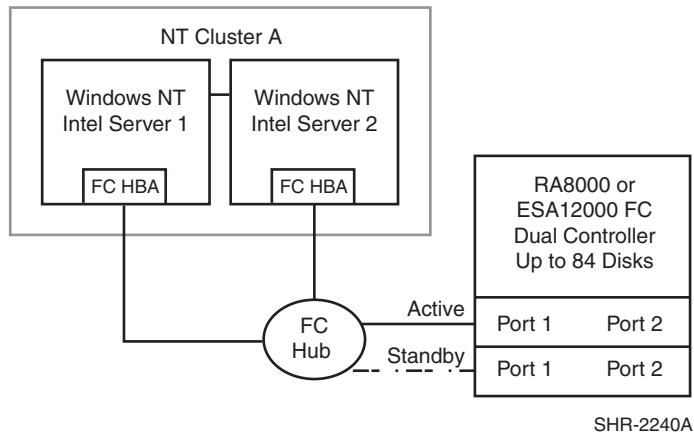 NT Cluster A
Windows NT
Intel Server 1
Windows NT
Intel Server 2
FC HBA
FC HBA
RA8000 or
ESA12000 FC
Dual Controller
Up to 84 Disks
FC
Hub
Active
Standby
Port 1
Port 2
Port 1
Port 2
SHR-2240A